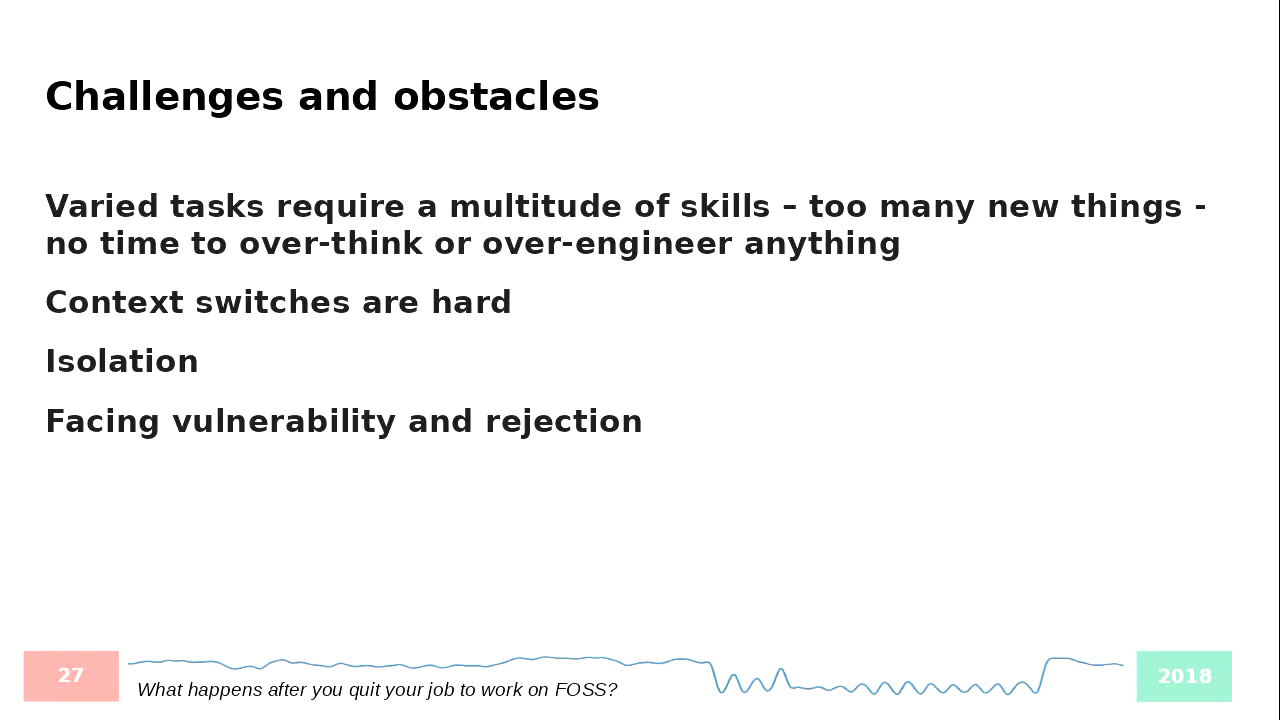 Challenges and obstacles
Varied tasks require a multitude of skills – too many new things -
no time to over-think or over-engineer anything
Context switches are hard
Isolation
Facing vulnerability and rejection
27
What happens after you quit your job to work on FOSS?
2018